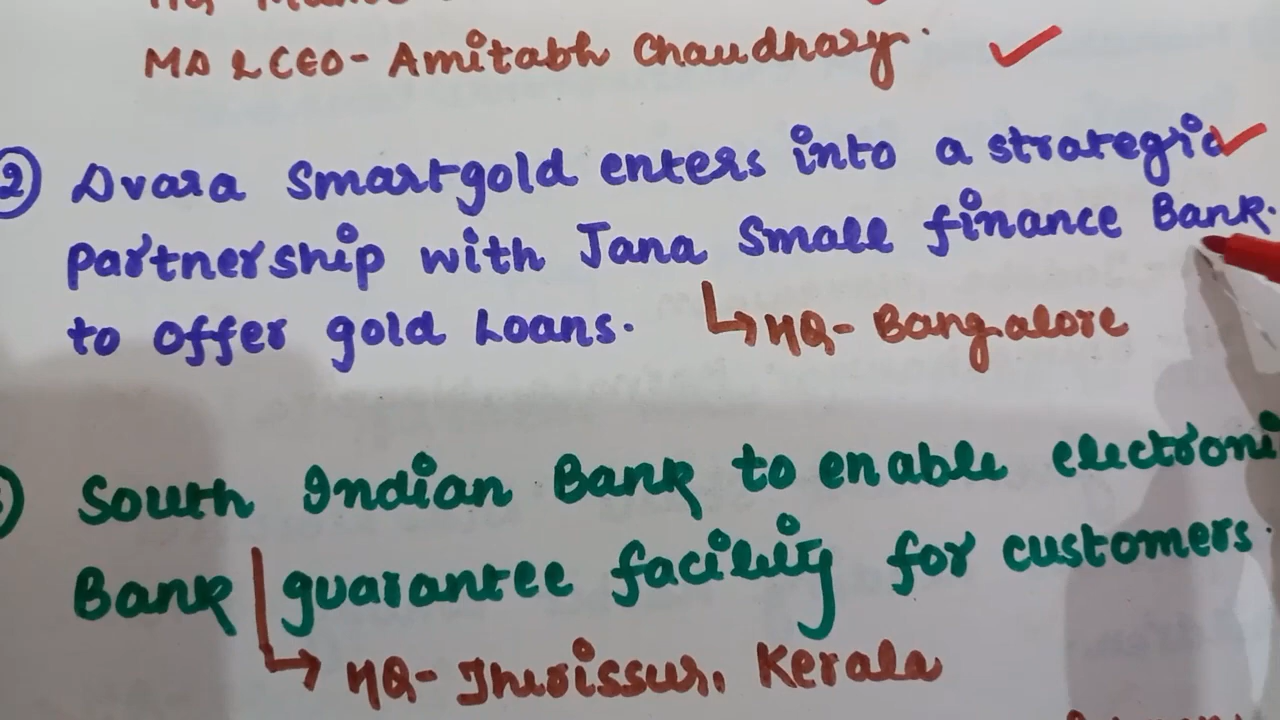 MD & CEO- Amitabh Chaudhary.
2) Dvara Smartgold enters into a strategic
partnership with Jana Small finance Bank.
to offer gold Loans.
HQ- Bangalore
South Indian Bank to enable electroni
Bank guarantee facility for customers.
HQ- Thrissur, Kerala